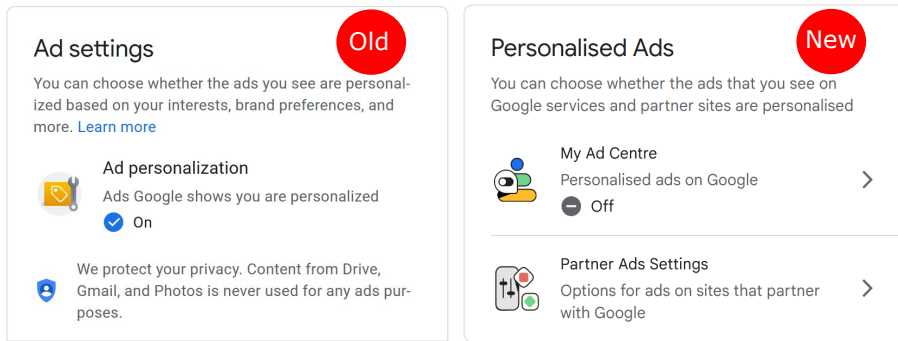 Ad settings
Old
You can choose whether the ads you see are personal-
ized based on your interests, brand preferences, and
more. Learn more
Ad personalization
Ads Google shows you are personalized
On
We protect your privacy. Content from Drive,
Gmail, and Photos is never used for any ads pur-
poses.
Personalised Ads
New
You can choose whether the ads that you see on
Google services and partner sites are personalised
My Ad Centre
Personalised ads on Google
Off
Partner Ads Settings
Options for ads on sites that partner
with Google